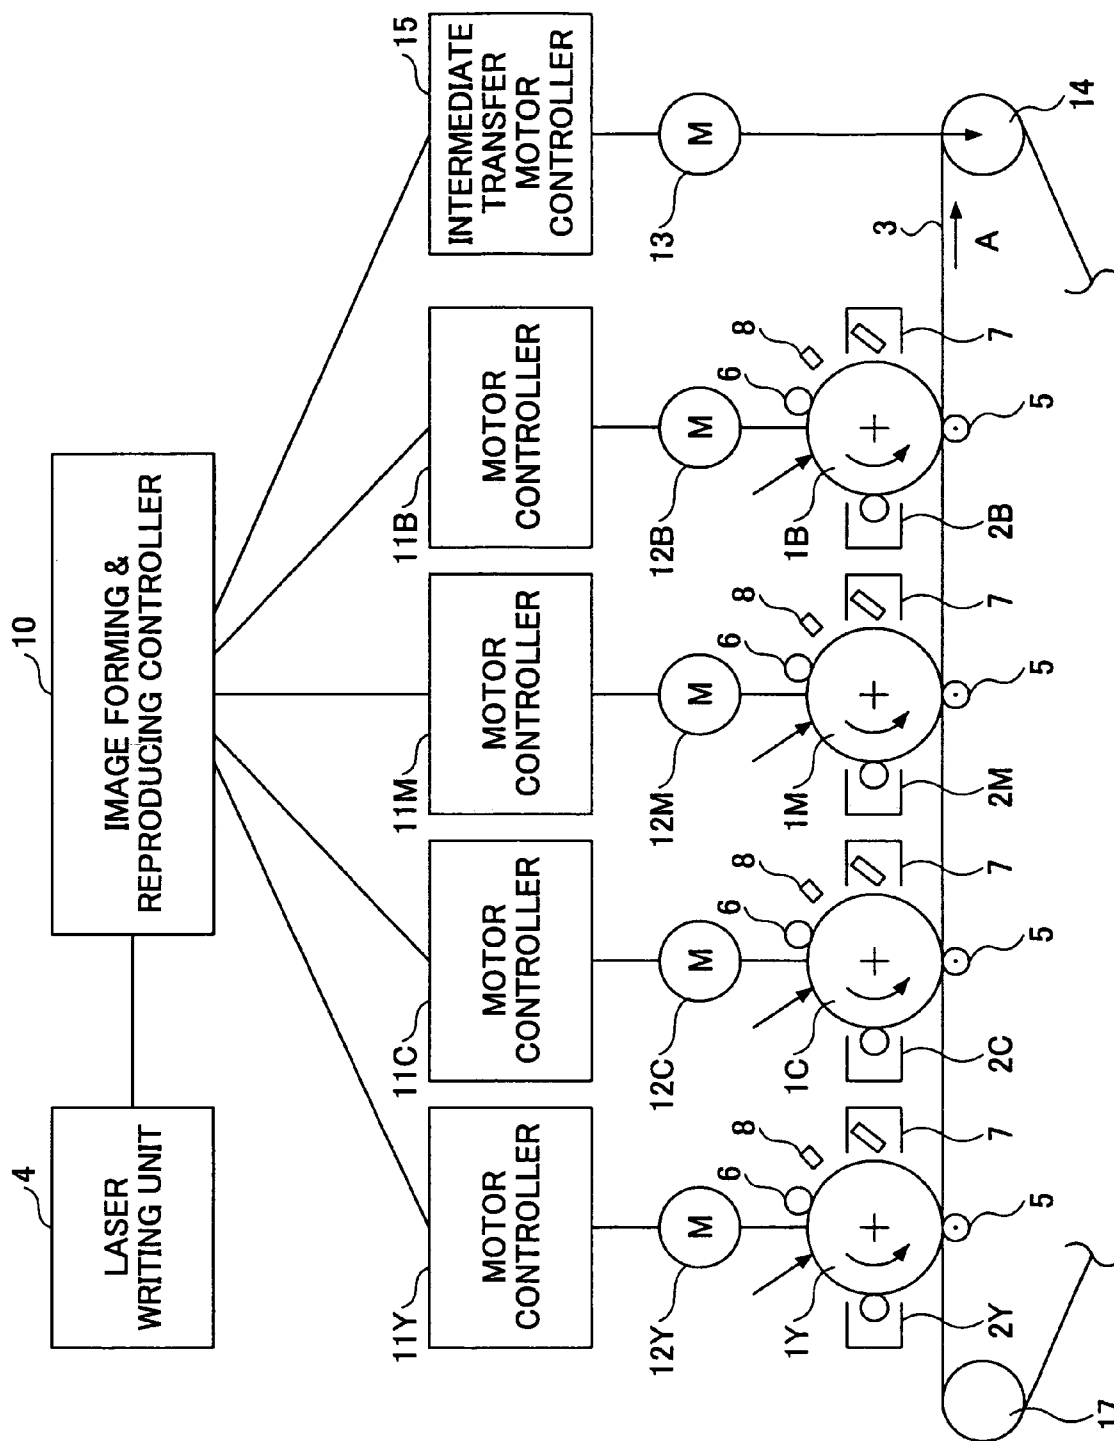 4
LASER
WRITING UNIT
10
IMAGE FORMING &
REPRODUCING CONTROLLER
11Y
MOTOR
CONTROLLER
11C
MOTOR
CONTROLLER
11M
MOTOR
CONTROLLER
11B
MOTOR
CONTROLLER
15
INTERMEDIATE
TRANSFER
MOTOR
CONTROLLER
12Y
M
12C
M
12M
M
12B
M
13
M
6
8
6
8
6
8
6
8
1Y
1C
1M
1B
2Y
7
2C
7
2M
7
2B
7
3
A
17
5
5
5
5
14